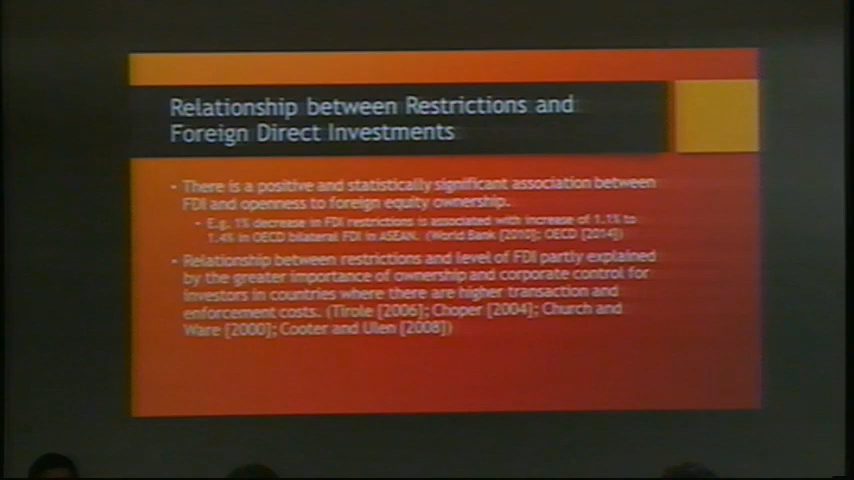 Relationship between Restrictions and
Foreign Direct Investments
• There is a positive and statistically significant association between
FDI and openness to foreign equity ownership.
• E.g. 1% decrease in FDI restrictions is associated with increase of 1.1% to
1.4% in OECD bilateral FDI in ASEAN. (World Bank [2010]; OECD [2014])
• Relationship between restrictions and level of FDI partly explained
by the greater importance of ownership and corporate control for
investors in countries where there are higher transaction and
enforcement costs. (Tirole [2006]; Choper [2004]; Church and
Ware [2000]; Cooter and Ulen [2008])